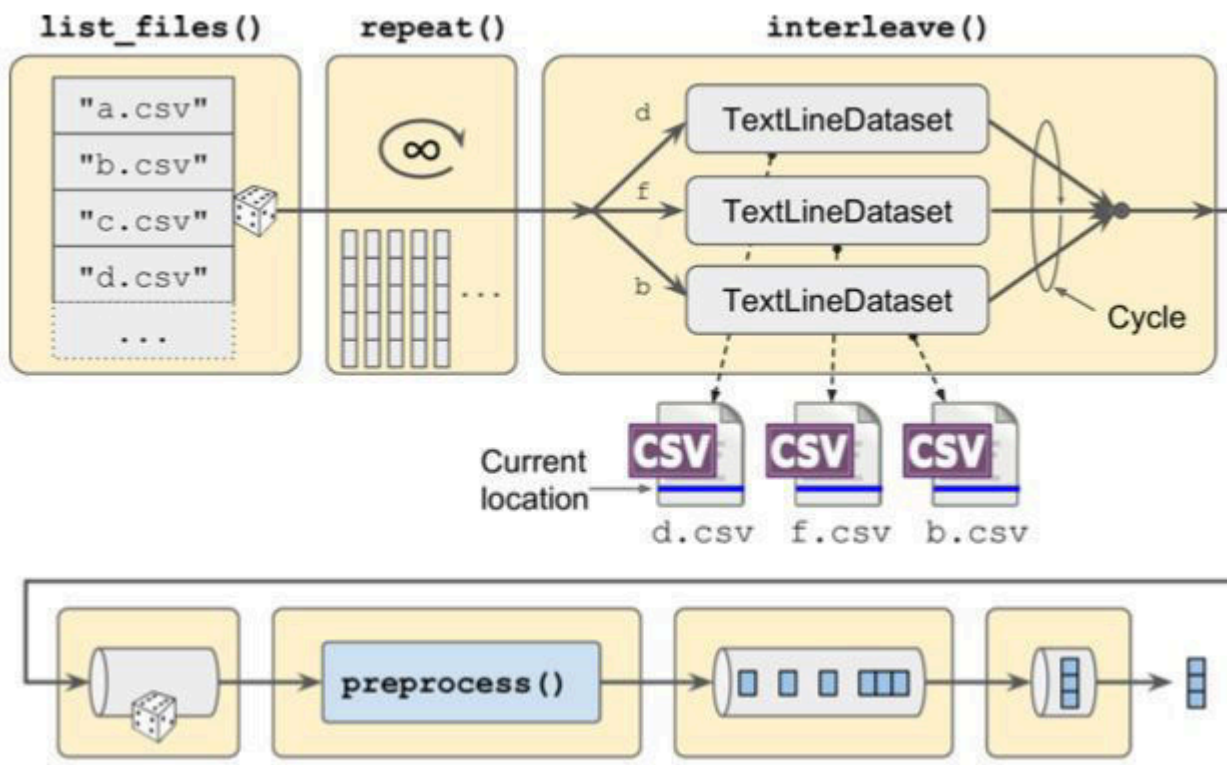 list_files()
repeat()
interleave()
"a.csv"
"b.csv"
"c.csv"
"d.csv"
...
∞
...
d
f
b
TextLineDataset
TextLineDataset
TextLineDataset
Cycle
CSV
CSV
CSV
Current
location
d.csv
f.csv
b.csv
preprocess()